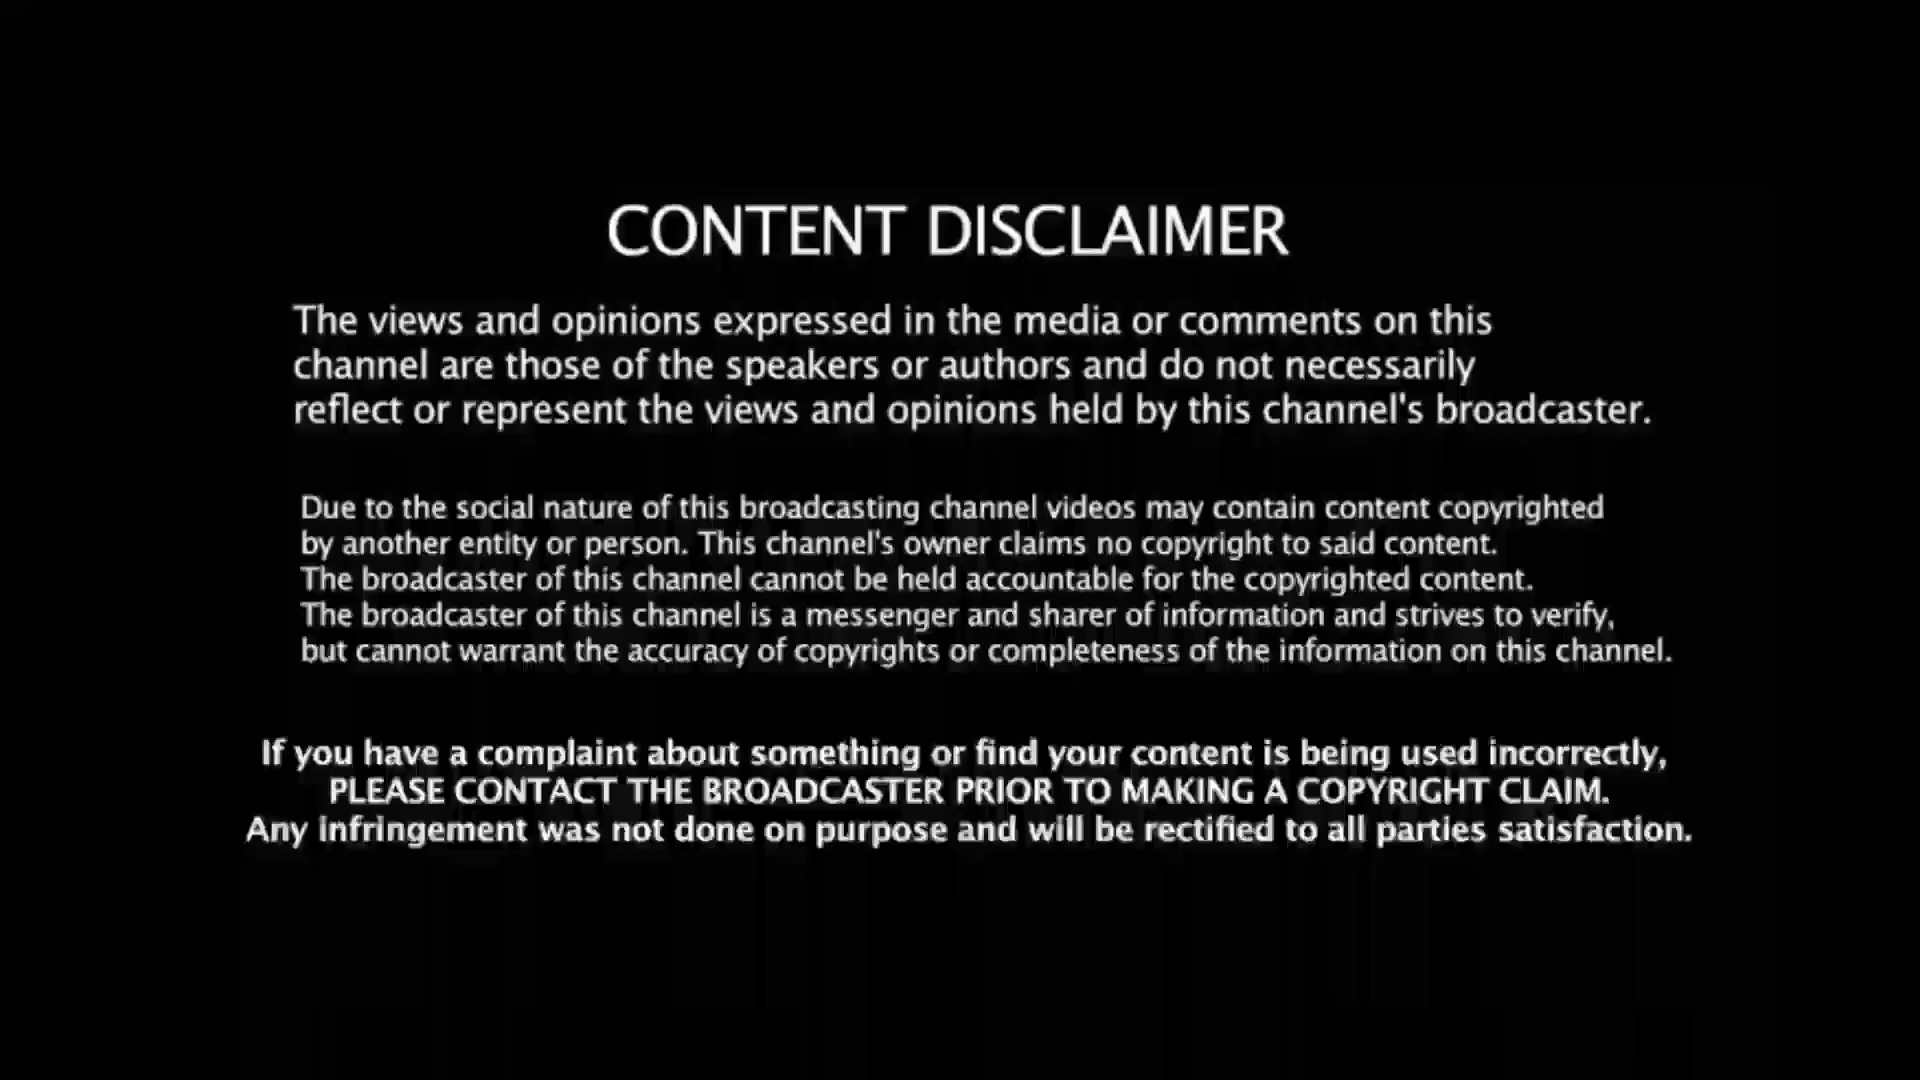 CONTENT DISCLAIMER
The views and opinions expressed in the media or comments on this
channel are those of the speakers or authors and do not necessarily
reflect or represent the views and opinions held by this channel's broadcaster.
Due to the social nature of this broadcasting channel videos may contain content copyrighted
by another entity or person. This channel's owner claims no copyright to said content.
The broadcaster of this channel cannot be held accountable for the copyrighted content.
The broadcaster of this channel is a messenger and sharer of information and strives to verify,
but cannot warrant the accuracy of copyrights or completeness of the information on this channel.
If you have a complaint about something or find your content is being used incorrectly,
PLEASE CONTACT THE BROADCASTER PRIOR TO MAKING A COPYRIGHT CLAIM.
Any infringement was not done on purpose and will be rectified to all parties satisfaction.